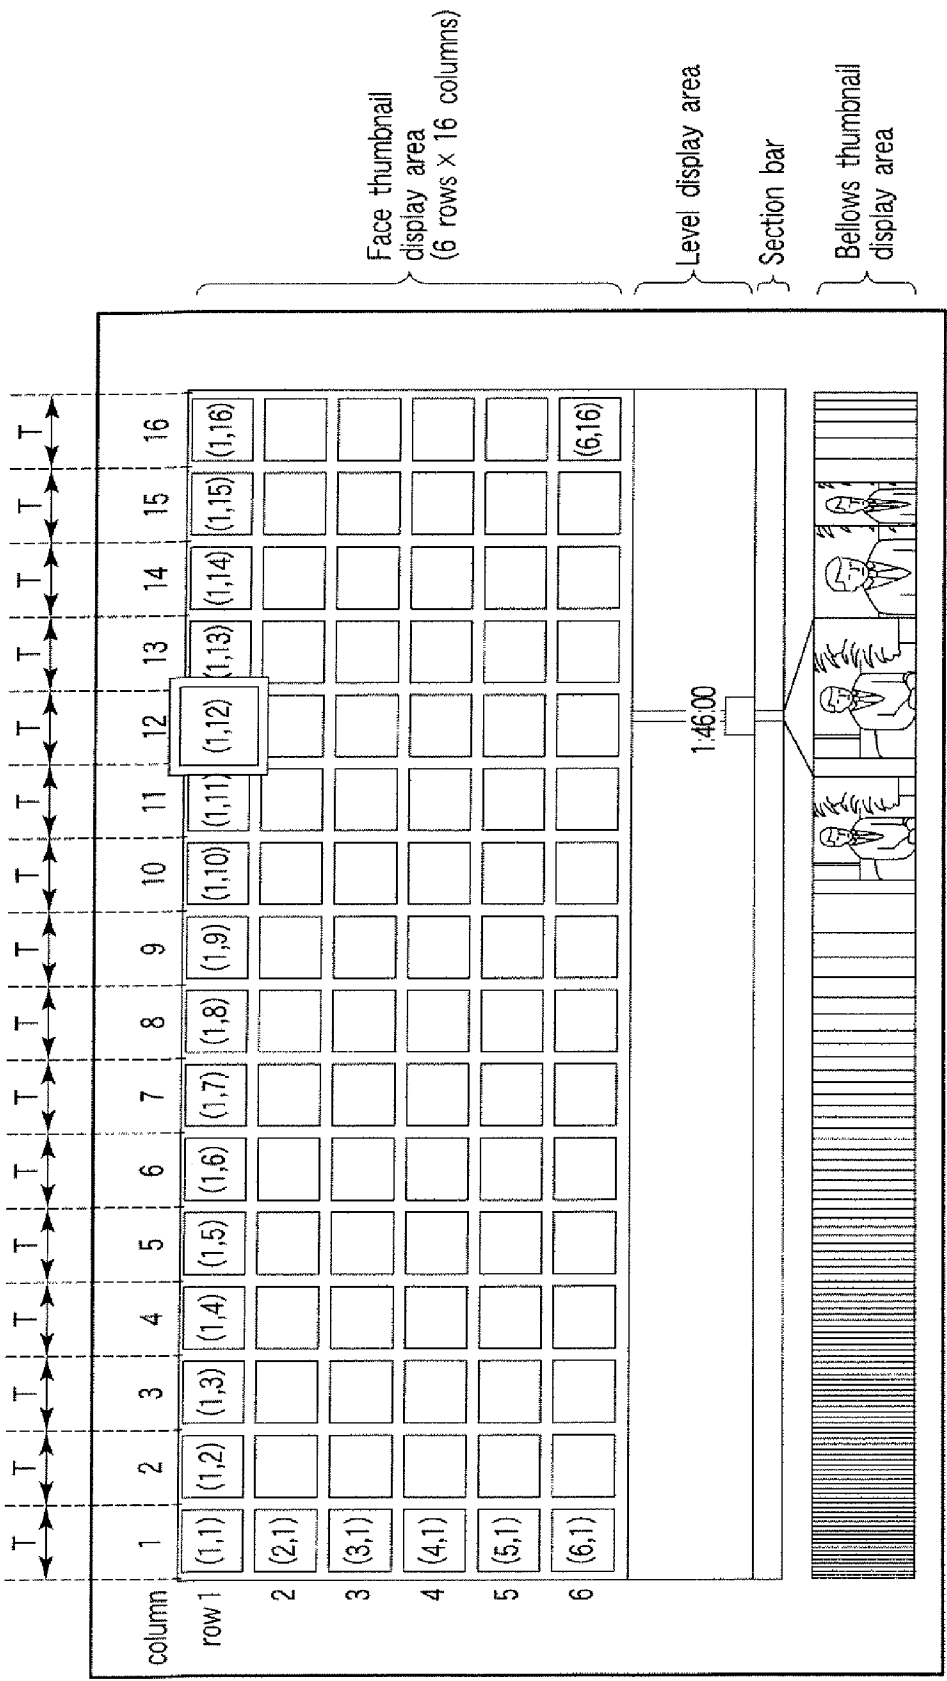 T T T T T T T T T T T T T T T T
column 1 2 3 4 5 6 7 8 9 10 11 12 13 14 15 16
row 1 (1,1) (1,2) (1,3) (1,4) (1,5) (1,6) (1,7) (1,8) (1,9) (1,10) (1,11) (1,12) (1,13) (1,14) (1,15) (1,16)
2 (2,1)
3 (3,1)
4 (4,1)
5 (5,1)
6 (6,1) (6,16)
1:46:00
Face thumbnail
display area
(6 rows x 16 columns)
Level display area
Section bar
Bellows thumbnail
display area